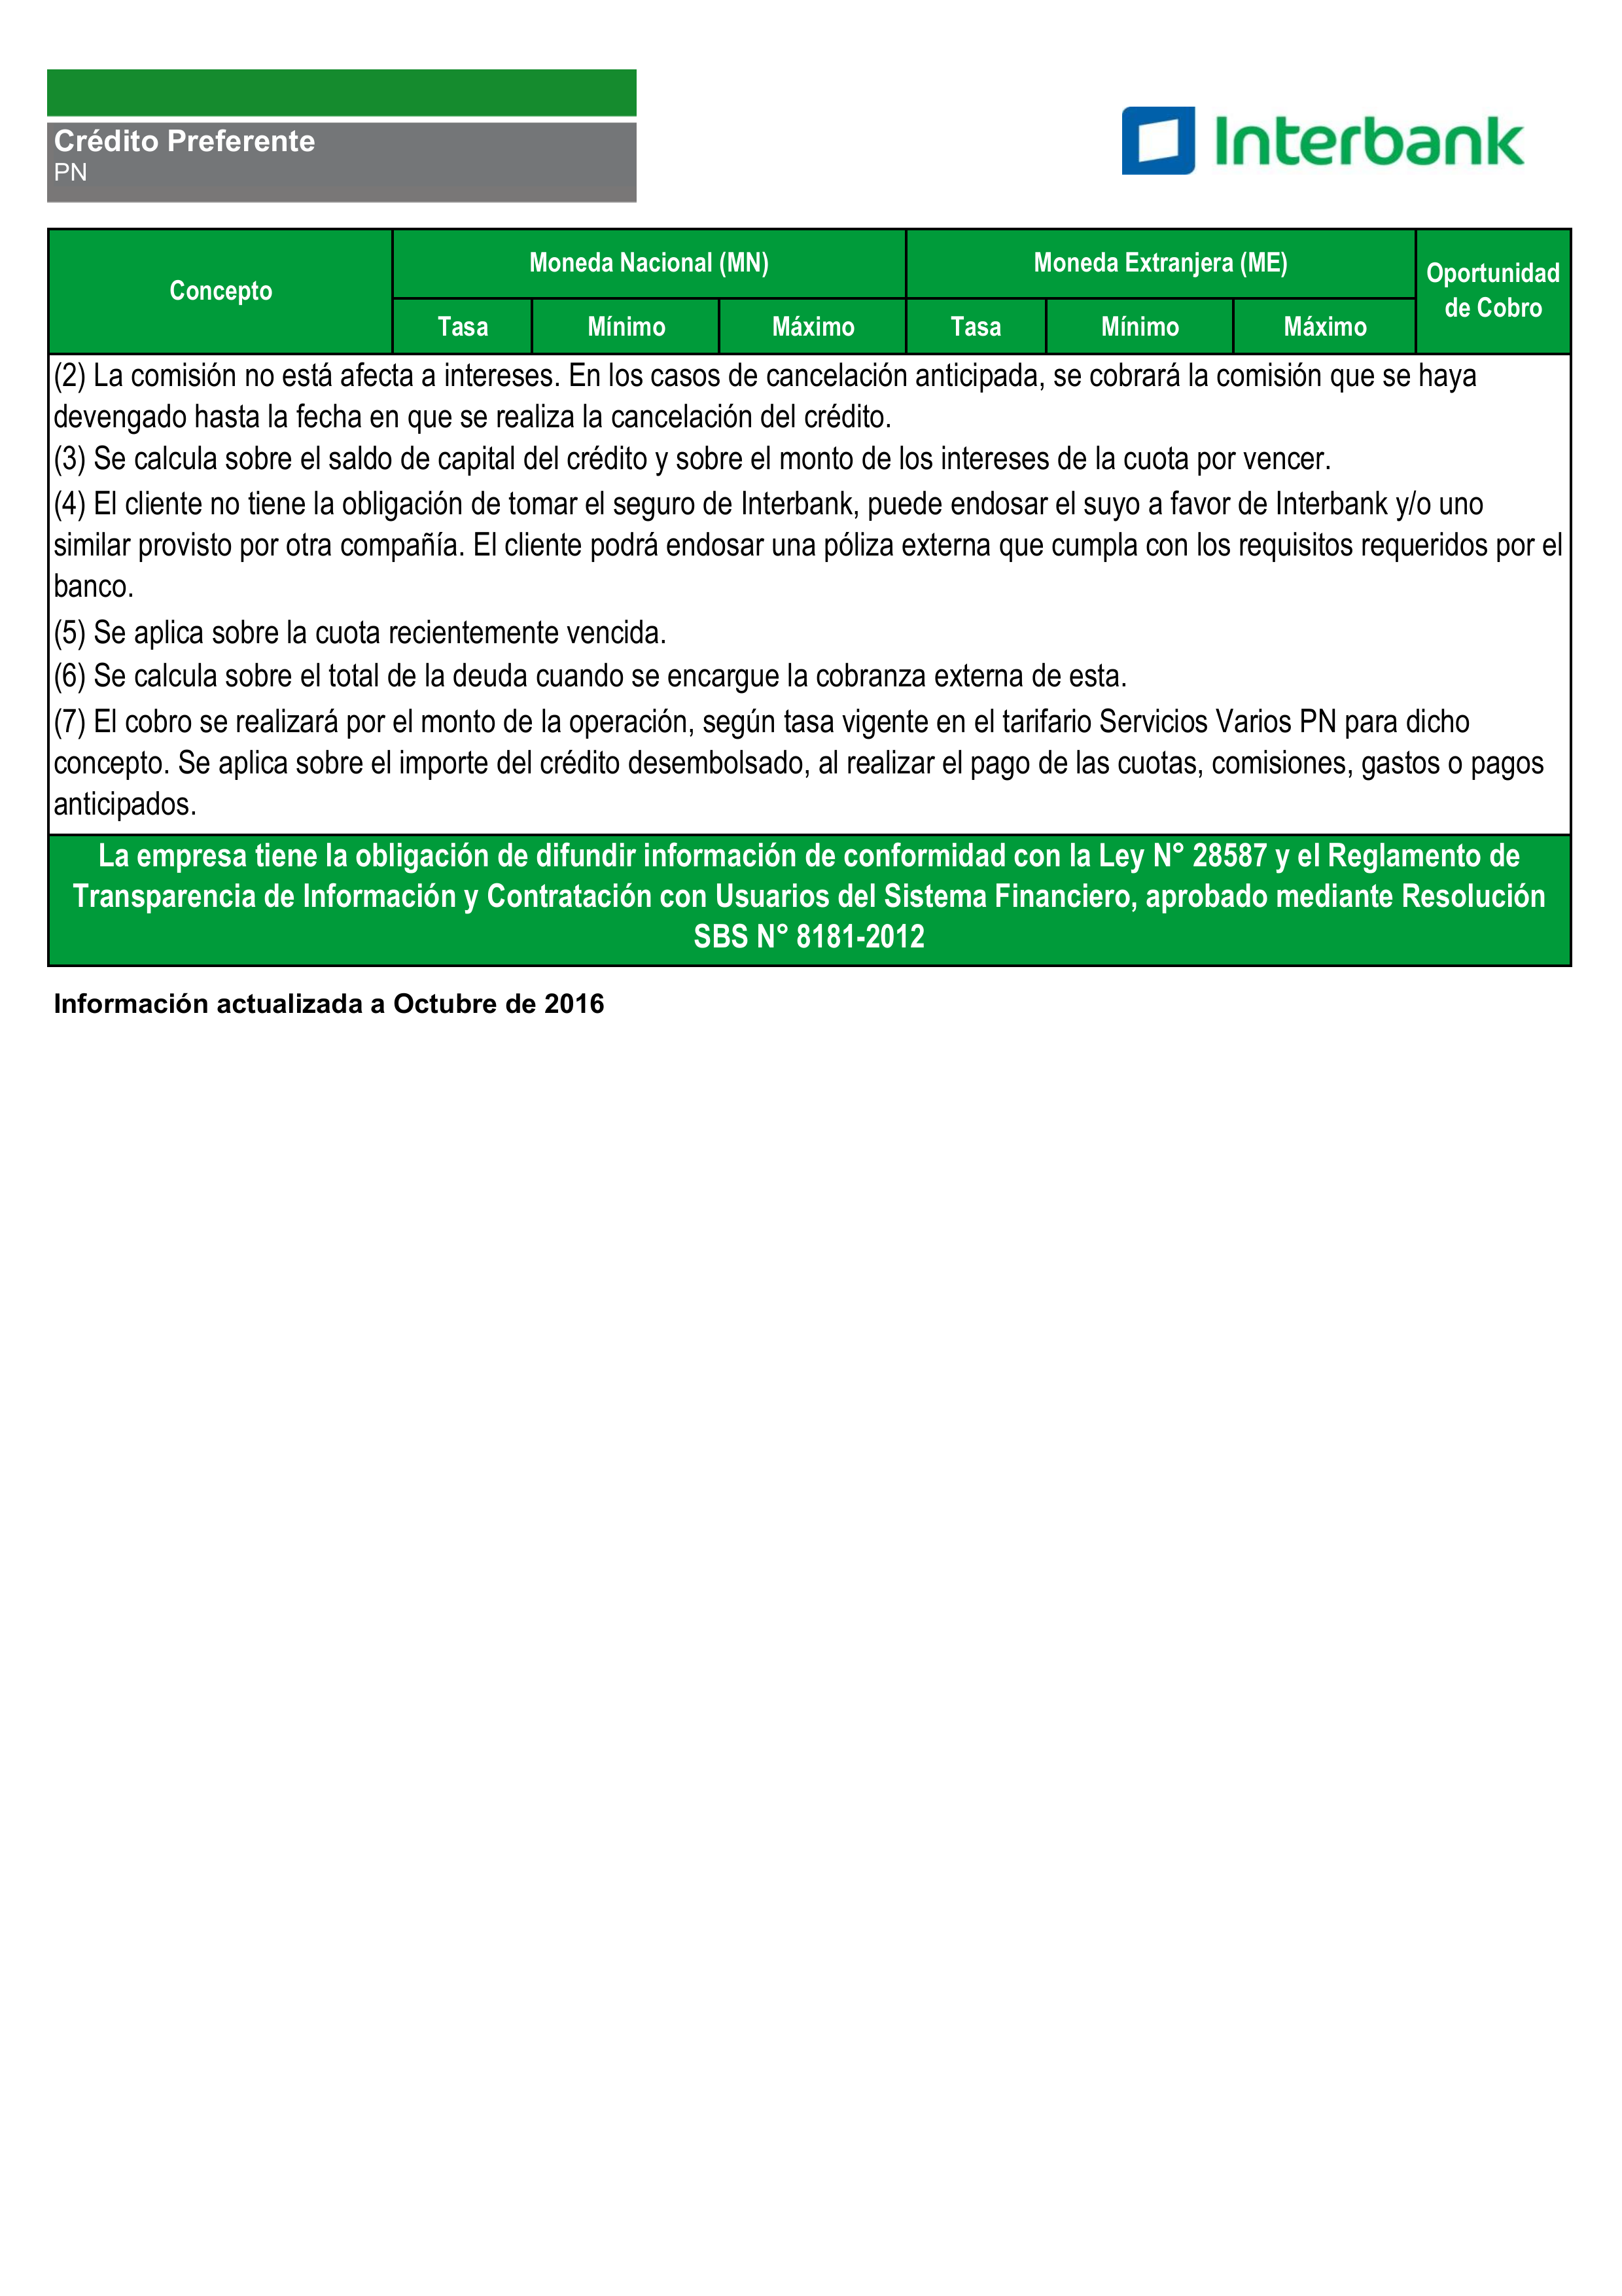 Crédito Preferente
PN
Interbank
Concepto
Moneda Nacional (MN)
Moneda Extranjera (ME)
Oportunidad
de Cobro
Tasa
Mínimo
Máximo
Tasa
Mínimo
Máximo
(2) La comisión no está afecta a intereses. En los casos de cancelación anticipada, se cobrará la comisión que se haya
devengado hasta la fecha en que se realiza la cancelación del crédito.
(3) Se calcula sobre el saldo de capital del crédito y sobre el monto de los intereses de la cuota por vencer.
(4) El cliente no tiene la obligación de tomar el seguro de Interbank, puede endosar el suyo a favor de Interbank y/o uno
similar provisto por otra compañía. El cliente podrá endosar una póliza externa que cumpla con los requisitos requeridos por el
banco.
(5) Se aplica sobre la cuota recientemente vencida.
(6) Se calcula sobre el total de la deuda cuando se encargue la cobranza externa de esta.
(7) El cobro se realizará por el monto de la operación, según tasa vigente en el tarifario Servicios Varios PN para dicho
concepto. Se aplica sobre el importe del crédito desembolsado, al realizar el pago de las cuotas, comisiones, gastos o pagos
anticipados.
La empresa tiene la obligación de difundir información de conformidad con la Ley N° 28587 y el Reglamento de
Transparencia de Información y Contratación con Usuarios del Sistema Financiero, aprobado mediante Resolución
SBS N° 8181-2012
Información actualizada a Octubre de 2016